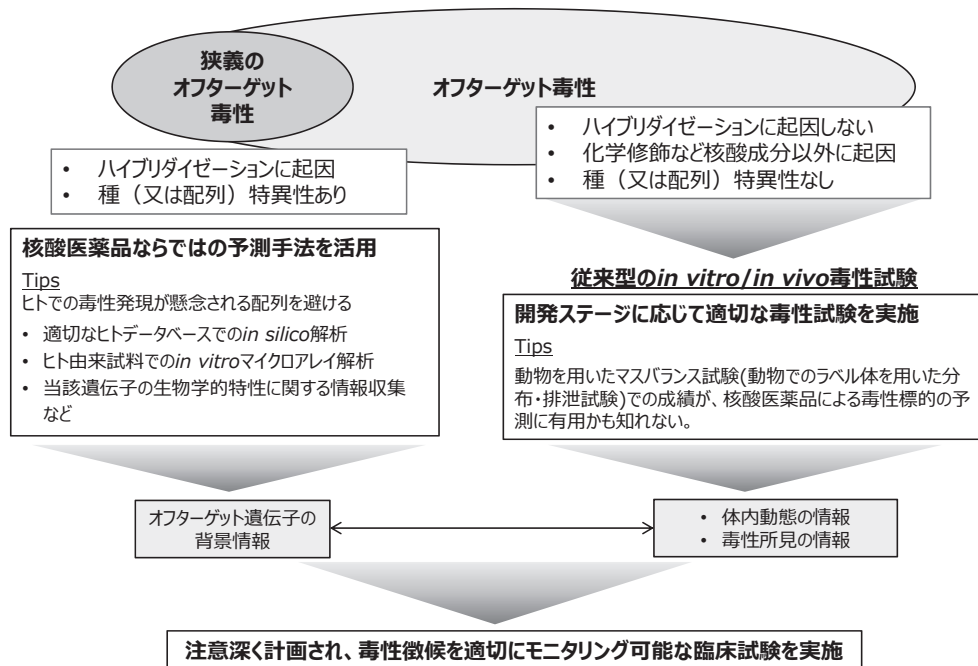 狭義の
オフターゲット
毒性
オフターゲット毒性
• ハイブリダイゼーションに起因
• 種（又は配列）特異性あり
• ハイブリダイゼーションに起因しない
• 化学修飾など核酸成分以外に起因
• 種（又は配列）特異性なし
核酸医薬品ならではの予測手法を活用
Tips
ヒトでの毒性発現が懸念される配列を避ける
• 適切なヒトデータベースでのin silico解析
• ヒト由来試料でのin vitroマイクロアレイ解析
• 当該遺伝子の生物学的特性に関する情報収集
など
従来型のin vitro/in vivo毒性試験
開発ステージに応じて適切な毒性試験を実施
Tips
動物を用いたマスバランス試験(動物でのラベル体を用いた分
布・排泄試験)での成績が、核酸医薬品による毒性標的の予
測に有用かも知れない。
オフターゲット遺伝子の
背景情報
• 体内動態の情報
• 毒性所見の情報
注意深く計画され、毒性徴候を適切にモニタリング可能な臨床試験を実施